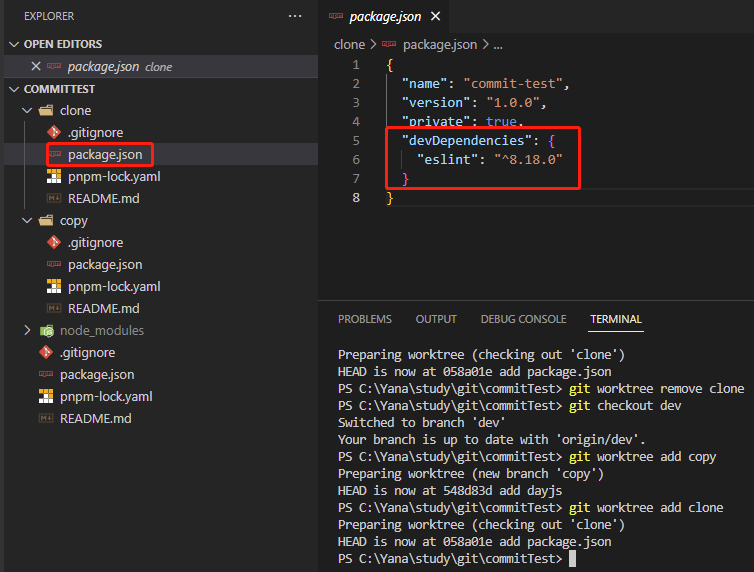 EXPLORER
...
OPEN EDITORS
package.json clone
COMMITTEST
clone
.gitignore
package.json
pnpm-lock.yaml
README.md
copy
.gitignore
package.json
pnpm-lock.yaml
README.md
node_modules
.gitignore
package.json
pnpm-lock.yaml
README.md
package.json
clone > package.json > ...
1 {
2 "name": "commit-test",
3 "version": "1.0.0",
4 "private": true,
5 "devDependencies": {
6 "eslint": "^8.18.0"
7 }
8 }
PROBLEMS OUTPUT DEBUG CONSOLE TERMINAL
Preparing worktree (checking out 'clone')
HEAD is now at 058a01e add package.json
PS C:\Yana\study\git\commitTest> git worktree remove clone
PS C:\Yana\study\git\commitTest> git checkout dev
Switched to branch 'dev'
Your branch is up to date with 'origin/dev'.
PS C:\Yana\study\git\commitTest> git worktree add copy
Preparing worktree (new branch 'copy')
HEAD is now at 548d83d add dayjs
PS C:\Yana\study\git\commitTest> git worktree add clone
Preparing worktree (checking out 'clone')
HEAD is now at 058a01e add package.json
PS C:\Yana\study\git\commitTest>